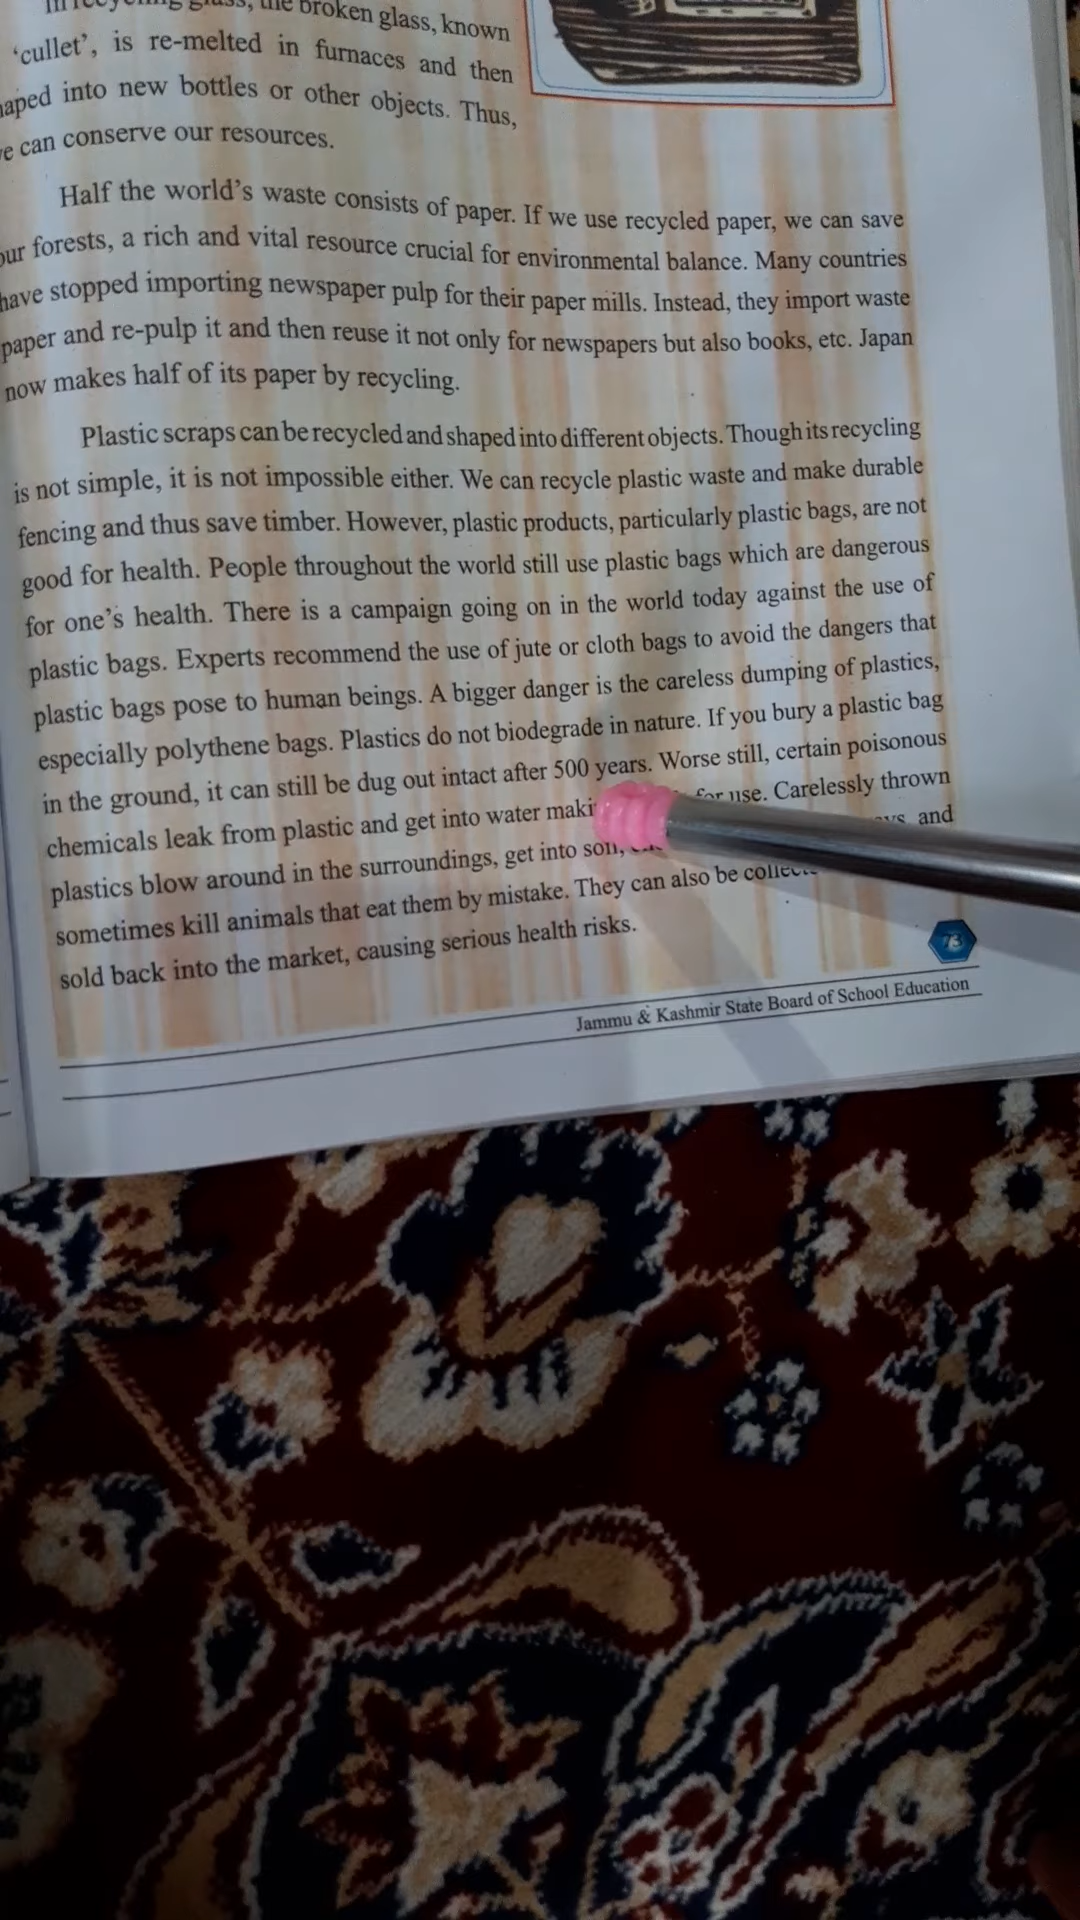 glass, the broken glass, known
‘cullet’, is re-melted in furnaces and then
into new bottles or other objects. Thus,
can conserve our resources.
Half the world’s waste consists of paper. If we use recycled paper, we can save
our forests, a rich and vital resource crucial for environmental balance. Many countries
have stopped importing newspaper pulp for their paper mills. Instead, they import waste
paper and re-pulp it and then reuse it not only for newspapers but also books, etc. Japan
now makes half of its paper by recycling.
Plastic scraps can be recycled and shaped into different objects. Though its recycling
is not simple, it is not impossible either. We can recycle plastic waste and make durable
fencing and thus save timber. However, plastic products, particularly plastic bags, are not
good for health. People throughout the world still use plastic bags which are dangerous
for one’s health. There is a campaign going on in the world today against the use of
plastic bags. Experts recommend the use of jute or cloth bags to avoid the dangers that
plastic bags pose to human beings. A bigger danger is the careless dumping of plastics,
especially polythene bags. Plastics do not biodegrade in nature. If you bury a plastic bag
in the ground, it can still be dug out intact after 500 years. Worse still, certain poisonous
chemicals leak from plastic and get into water for use. Carelessly thrown
plastics blow around in the surroundings, get into soil, and
sometimes kill animals that eat them by mistake. They can also be
sold back into the market, causing serious health risks.
73
Jammu & Kashmir State Board of School Education